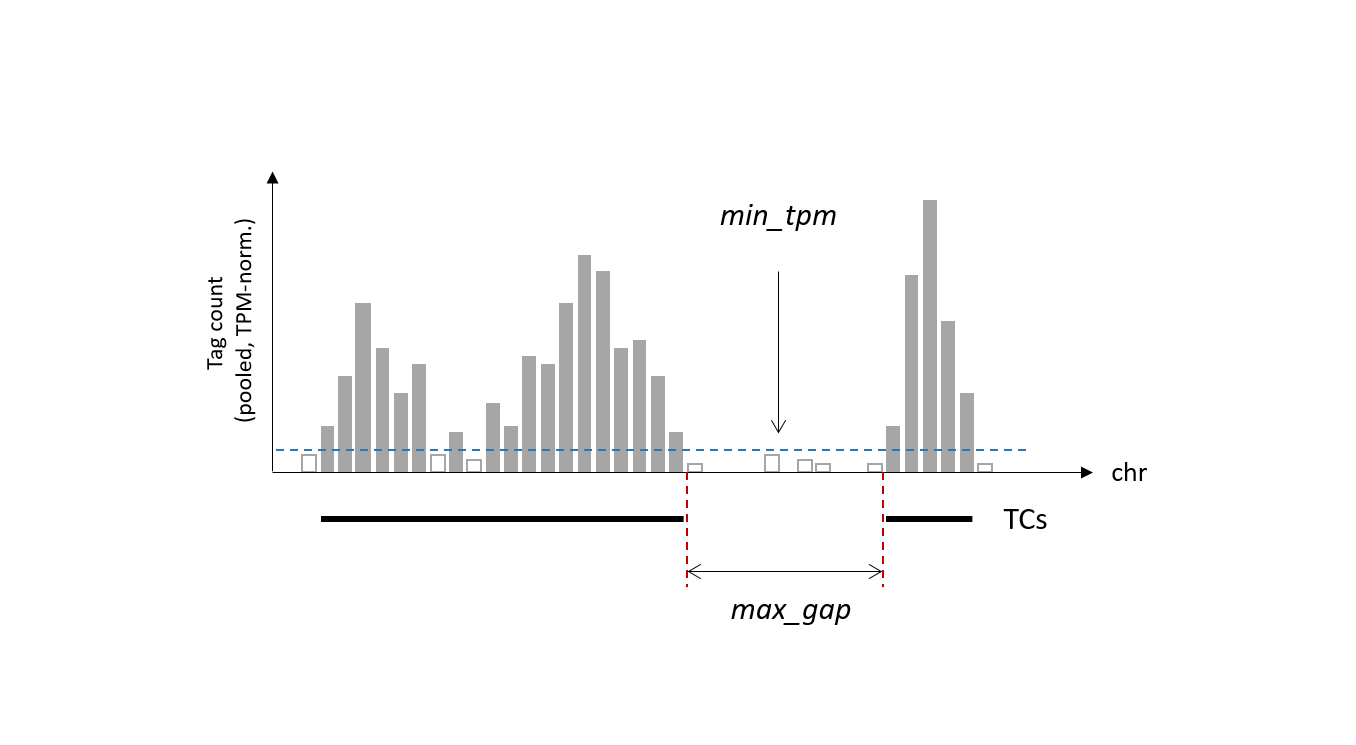 Tag count
(pooled, TPM-norm.)
min_tpm
chr
TCs
max_gap